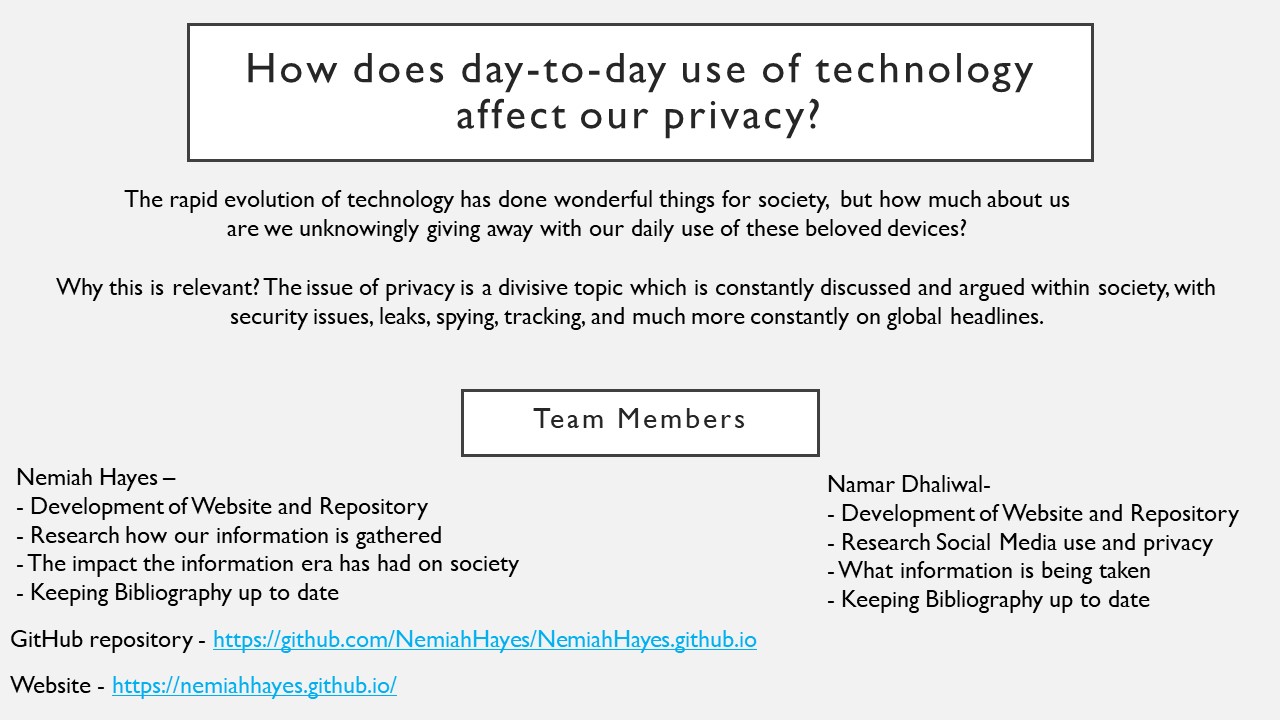 How does day-to-day use of technology
affect our privacy?
The rapid evolution of technology has done wonderful things for society, but how much about us
are we unknowingly giving away with our daily use of these beloved devices?
Why this is relevant? The issue of privacy is a divisive topic which is constantly discussed and argued within society, with
security issues, leaks, spying, tracking, and much more constantly on global headlines.
Team Members
Nemiah Hayes –
- Development of Website and Repository
- Research how our information is gathered
- The impact the information era has had on society
- Keeping Bibliography up to date
Namar Dhaliwal-
- Development of Website and Repository
- Research Social Media use and privacy
- What information is being taken
- Keeping Bibliography up to date
GitHub repository - https://github.com/NemiahHayes/NemiahHayes.github.io
Website - https://nemiahhayes.github.io/